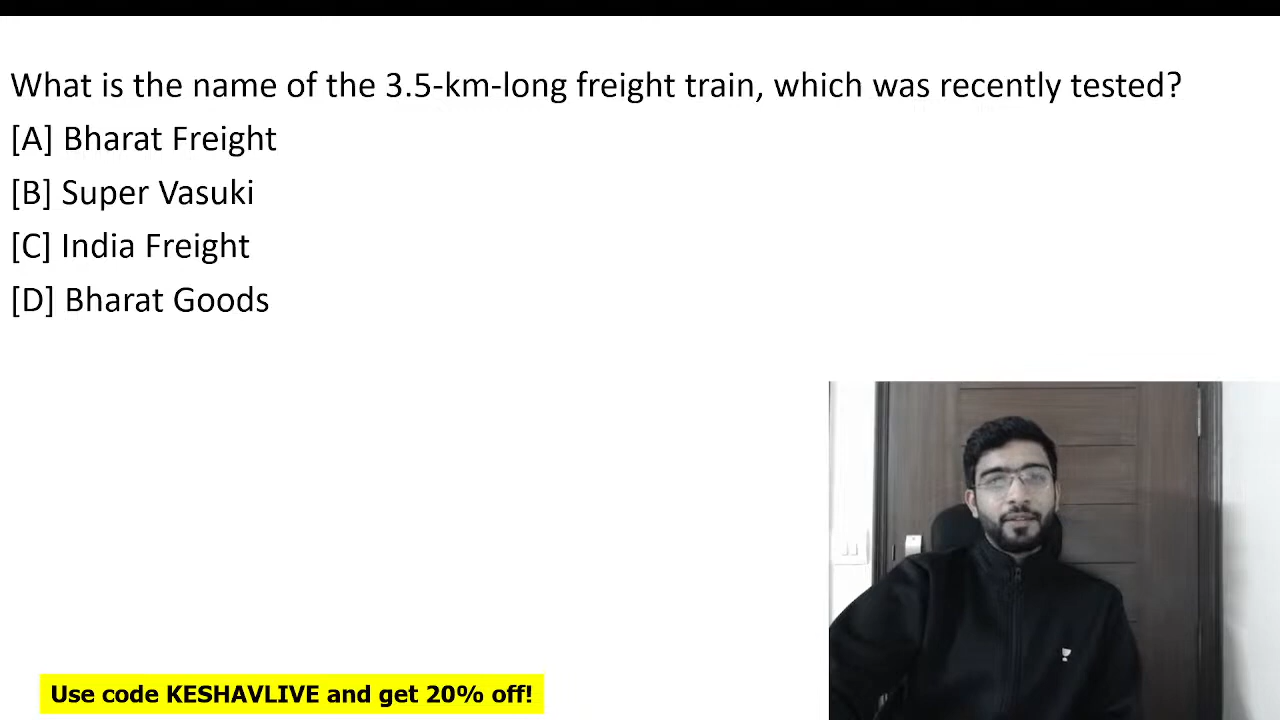 What is the name of the 3.5-km-long freight train, which was recently tested?
[A] Bharat Freight
[B] Super Vasuki
[C] India Freight
[D] Bharat Goods
Use code KESHAVLIVE and get 20% off!